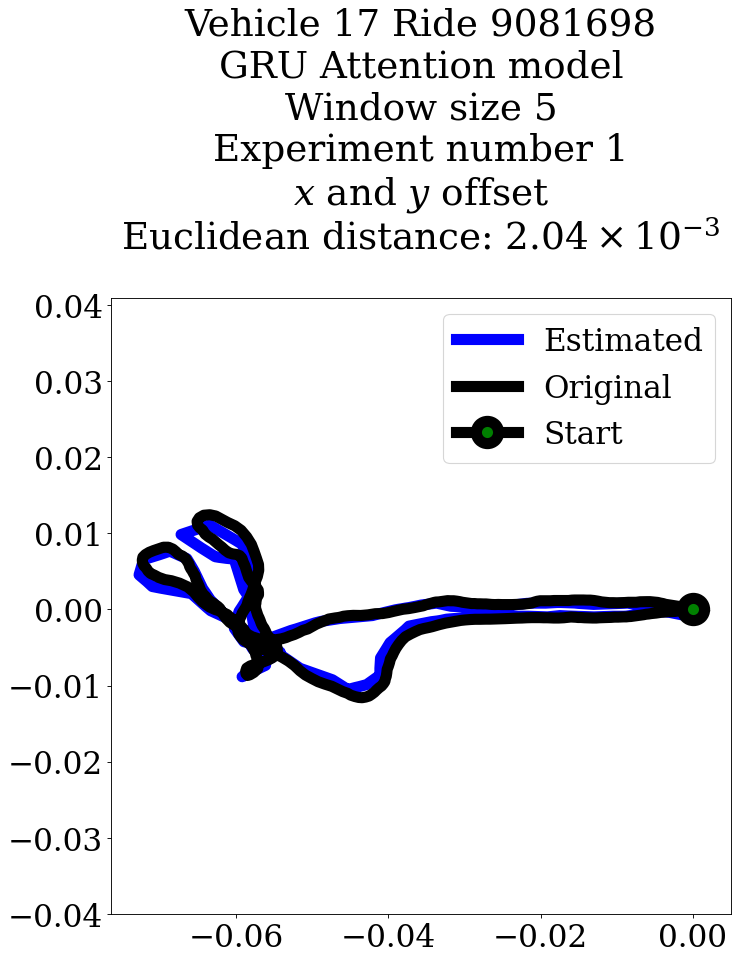 Vehicle 17 Ride 9081698
GRU Attention model
Window size 5
Experiment number 1
x and y offset
Euclidean distance: 2.04 × 10⁻³
0.04
0.03
0.02
0.01
0.00
−0.01
−0.02
−0.03
−0.04
Estimated
Original
Start
−0.06
−0.04
−0.02
0.00